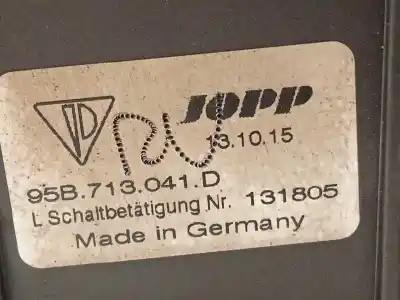 JOPP
13.10.15
95B.713.041.D
L Schaltbetätigung Nr. 131805
Made in Germany